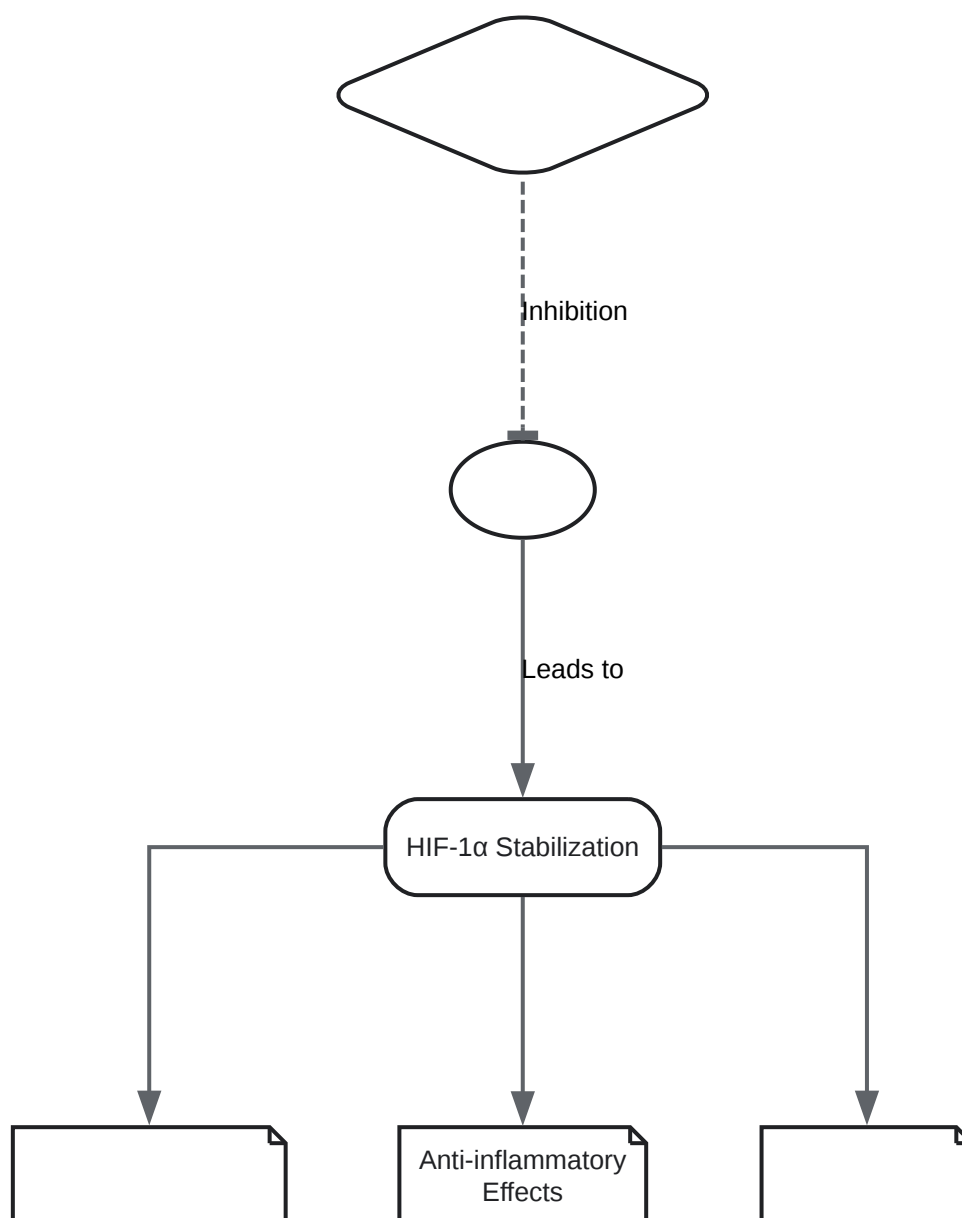 Inhibition
Leads to
HIF-1α Stabilization
Anti-inflammatory
Effects